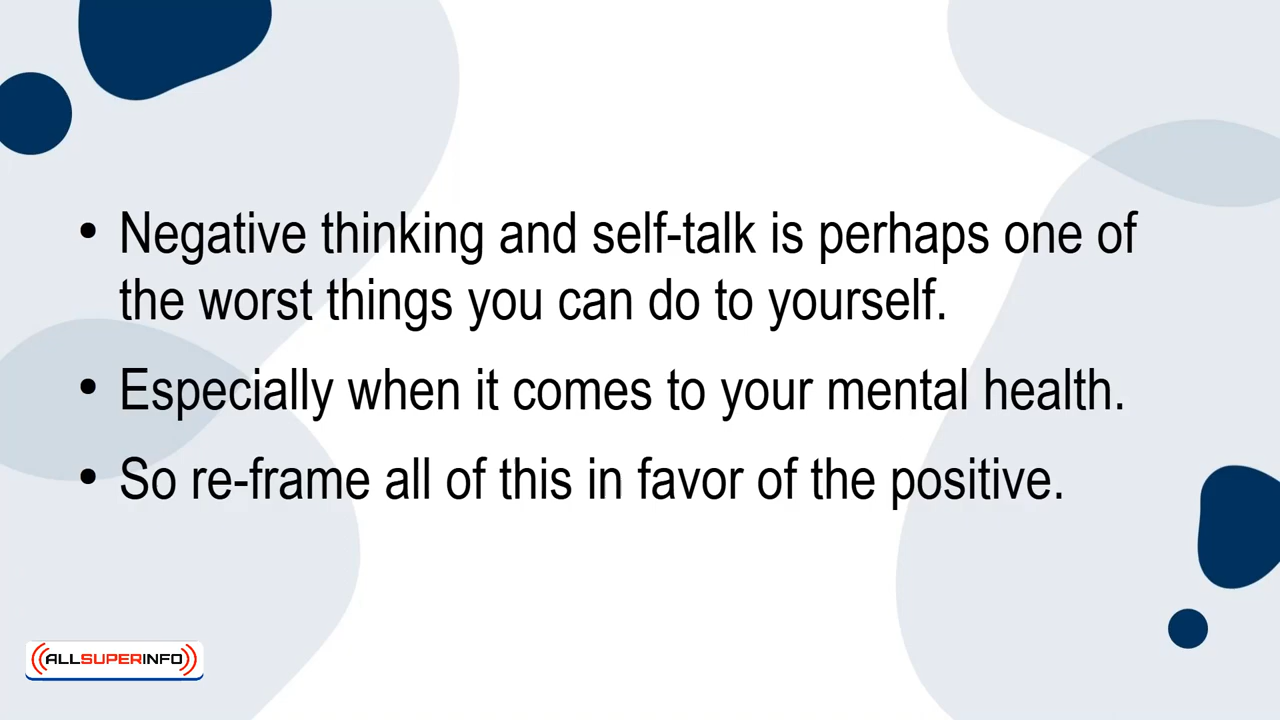 • Negative thinking and self-talk is perhaps one of
the worst things you can do to yourself.
• Especially when it comes to your mental health.
• So re-frame all of this in favor of the positive.
ALLSUPERINFO